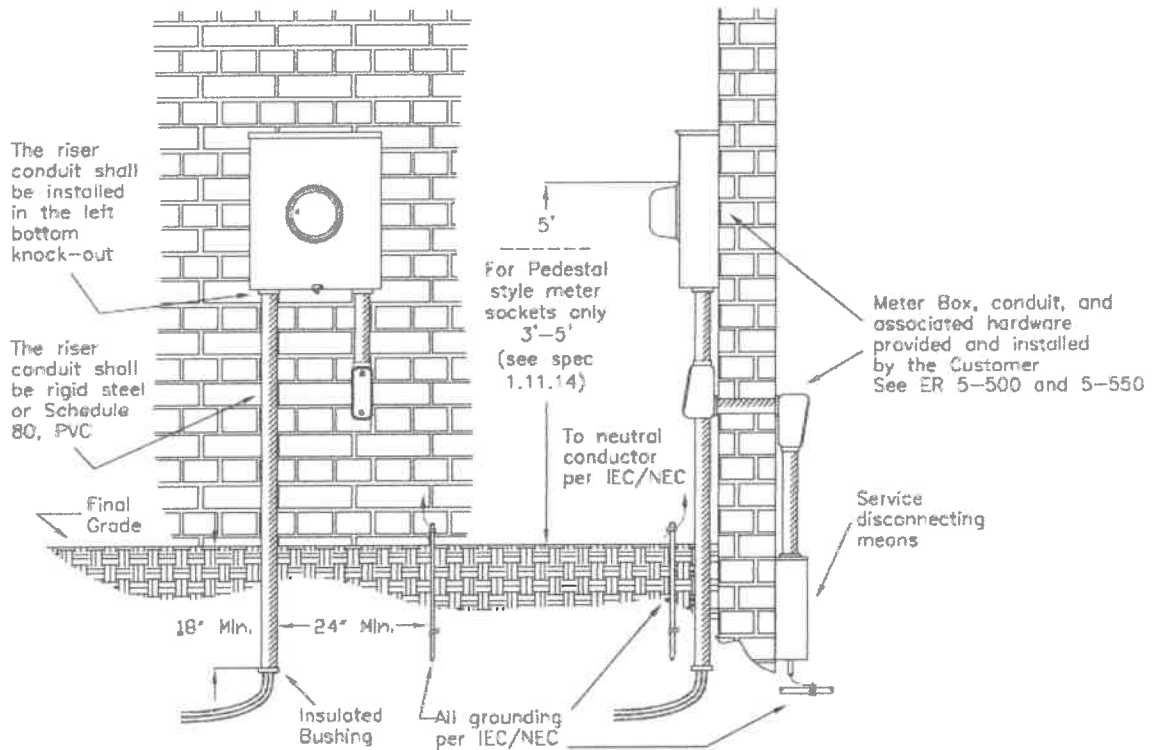 The riser
conduit shall
be installed
in the left
bottom
knock-out
The riser
conduit shall
be rigid steel
or Schedule
80, PVC
Final
Grade
18" Min.
24" Min.
Insulated
Bushing
All grounding
per IEC/NEC
5'
For Pedestal
style meter
sockets only
3'-5'
(see spec
1.11.14)
To neutral
conductor
per IEC/NEC
Meter Box, conduit, and
associated hardware
provided and installed
by the Customer
See ER 5-500 and 5-550
Service
disconnecting
means